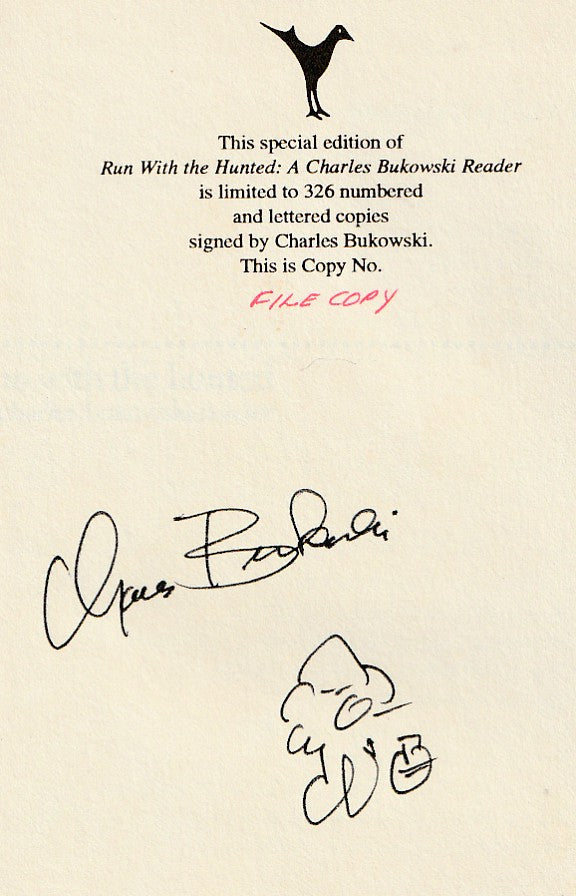 This special edition of
Run With the Hunted: A Charles Bukowski Reader
is limited to 326 numbered
and lettered copies
signed by Charles Bukowski.
This is Copy No.
FILE COPY
Charles Bukowski